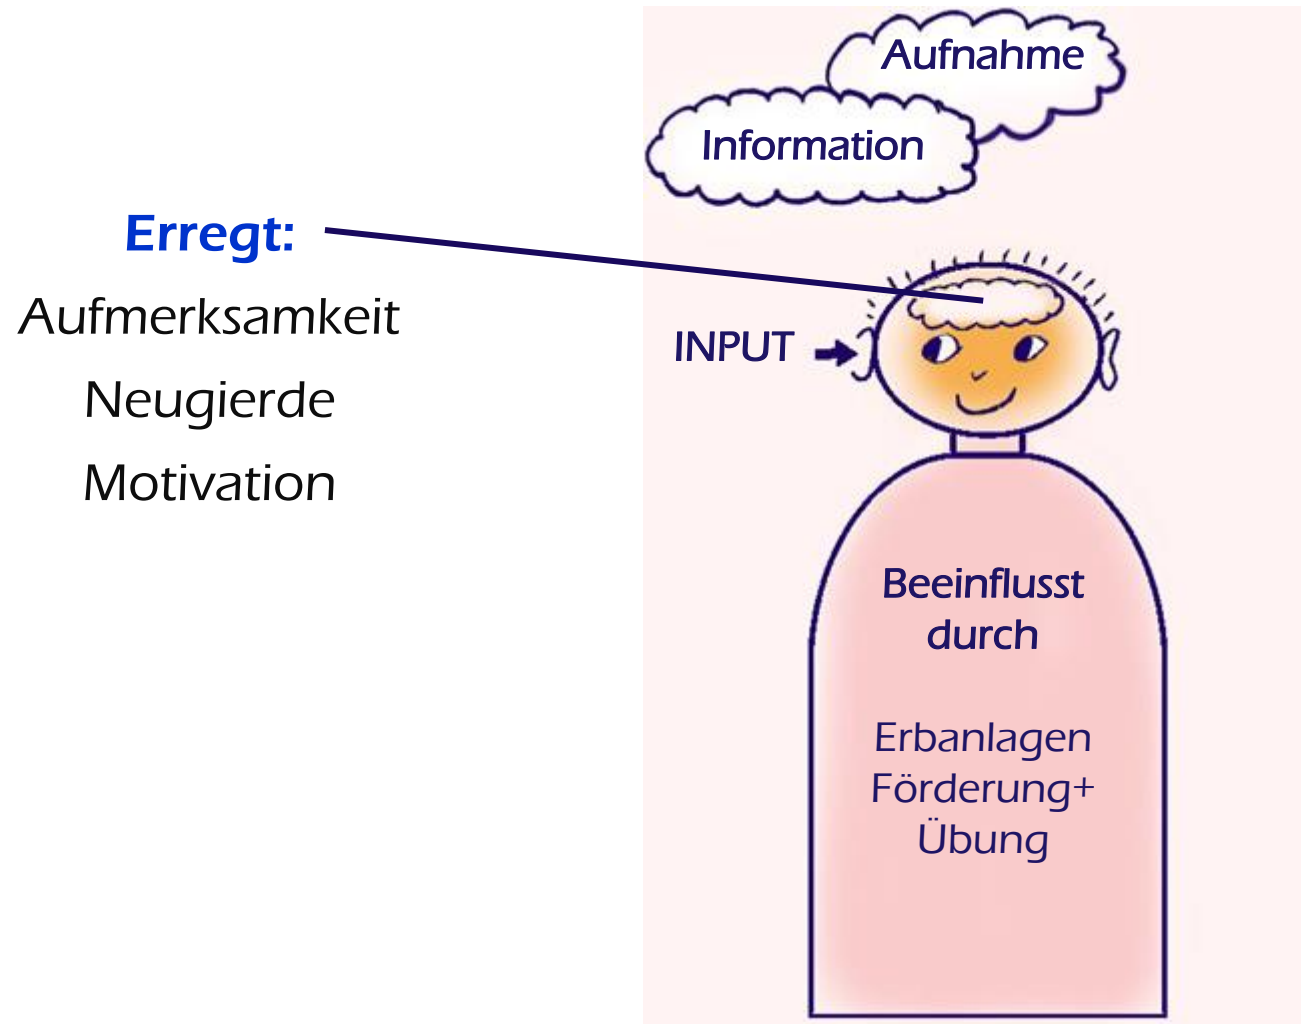 Aufnahme
Information
Erregt:
Aufmerksamkeit
Neugierde
Motivation
INPUT
Beeinflusst
durch
Erbanlagen
Förderung+
Übung